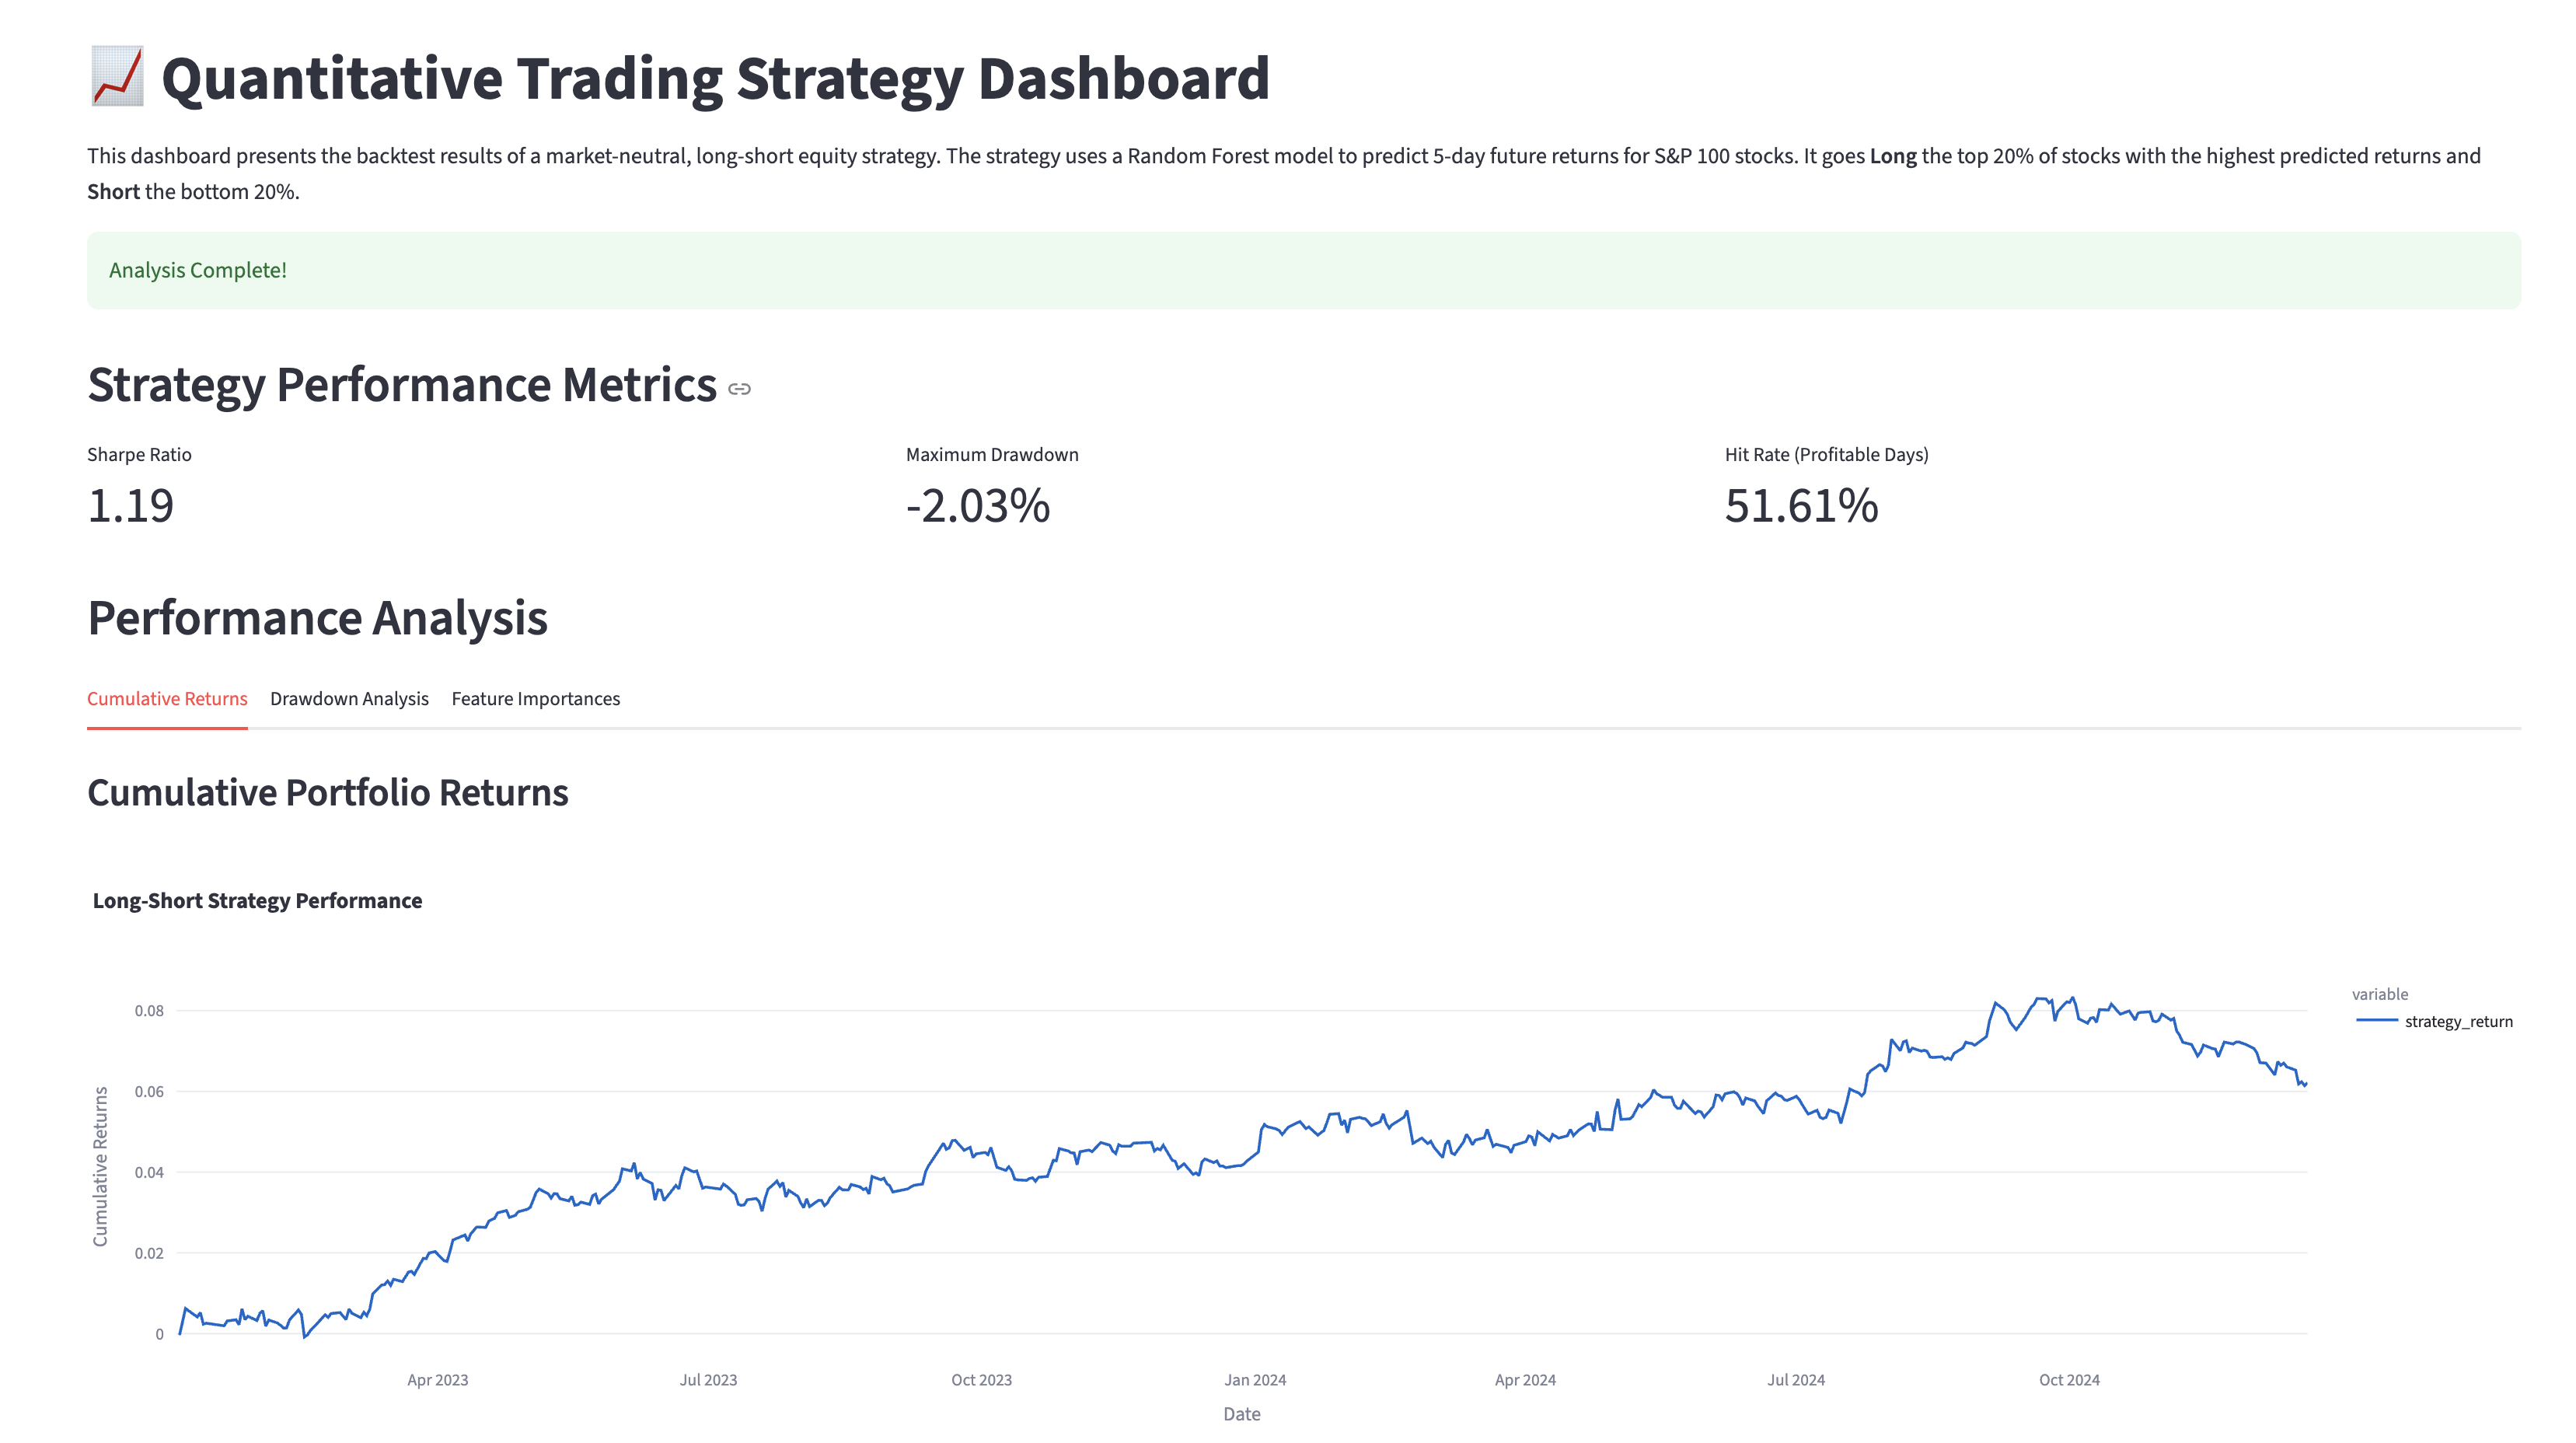 Quantitative Trading Strategy Dashboard
This dashboard presents the backtest results of a market-neutral, long-short equity strategy. The strategy uses a Random Forest model to predict 5-day future returns for S&P 100 stocks. It goes Long the top 20% of stocks with the highest predicted returns and
Short the bottom 20%.
Analysis Complete!
Strategy Performance Metrics
Sharpe Ratio
1.19
Maximum Drawdown
-2.03%
Hit Rate (Profitable Days)
51.61%
Performance Analysis
Cumulative Returns Drawdown Analysis Feature Importances
Cumulative Portfolio Returns
Long-Short Strategy Performance
Cumulative Returns
0.08
0.06
0.04
0.02
0
Apr 2023 Jul 2023 Oct 2023 Jan 2024 Apr 2024 Jul 2024 Oct 2024
Date
variable
strategy_return